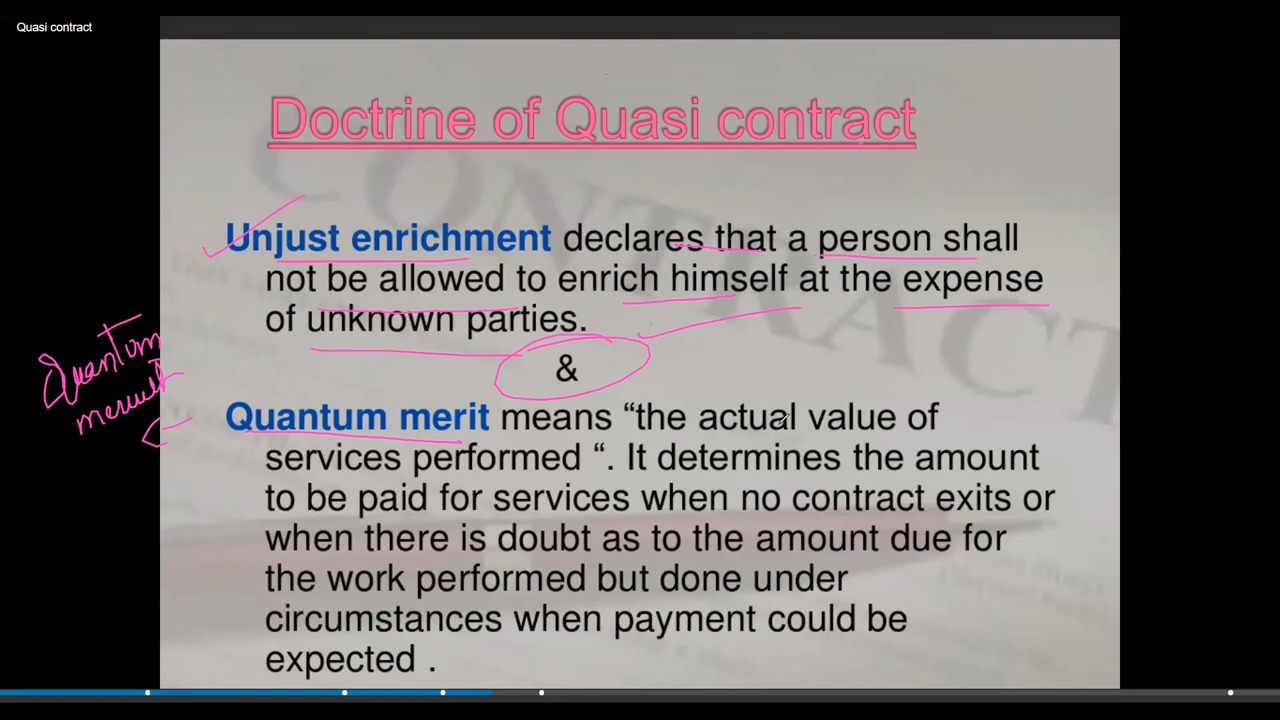 Quasi contract
Doctrine of Quasi contract
Unjust enrichment declares that a person shall
not be allowed to enrich himself at the expense
of unknown parties.
&
Quantum
Quantum merit means “the actual value of
services performed “. It determines the amount
to be paid for services when no contract exits or
when there is doubt as to the amount due for
the work performed but done under
circumstances when payment could be
expected .
CONTRACT